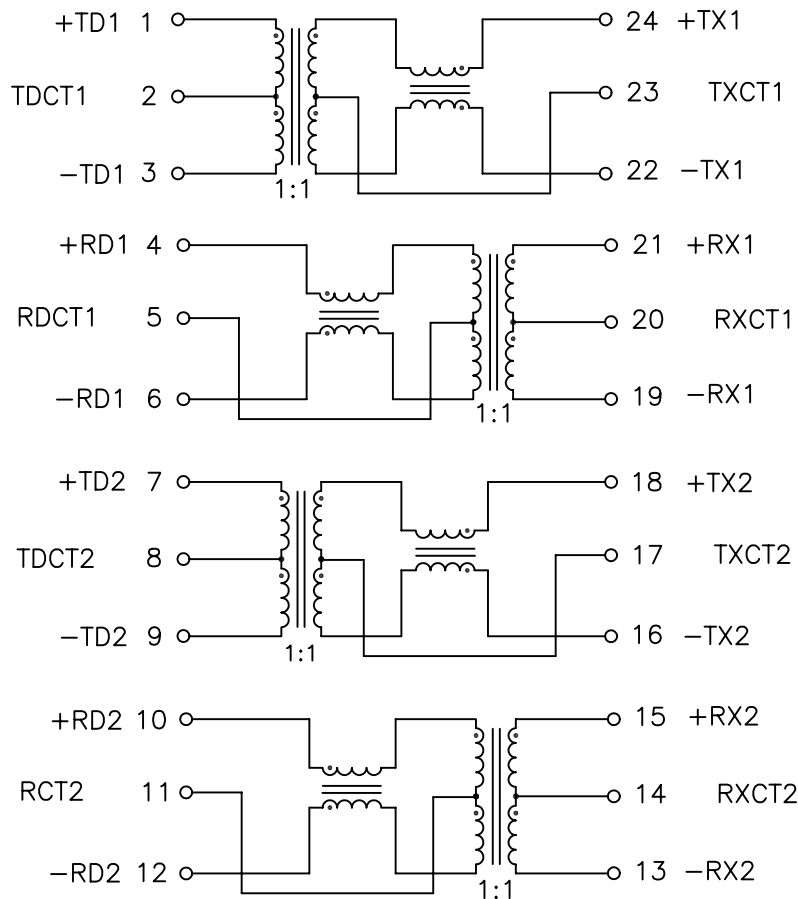 +TD1 1 24 +TX1
TDCT1 2 23 TXCT1
-TD1 3 22 -TX1
1:1
+RD1 4 21 +RX1
RDCT1 5 20 RXCT1
-RD1 6 19 -RX1
1:1
+TD2 7 18 +TX2
TDCT2 8 17 TXCT2
-TD2 9 16 -TX2
1:1
+RD2 10 15 +RX2
RCT2 11 14 RXCT2
-RD2 12 13 -RX2
1:1